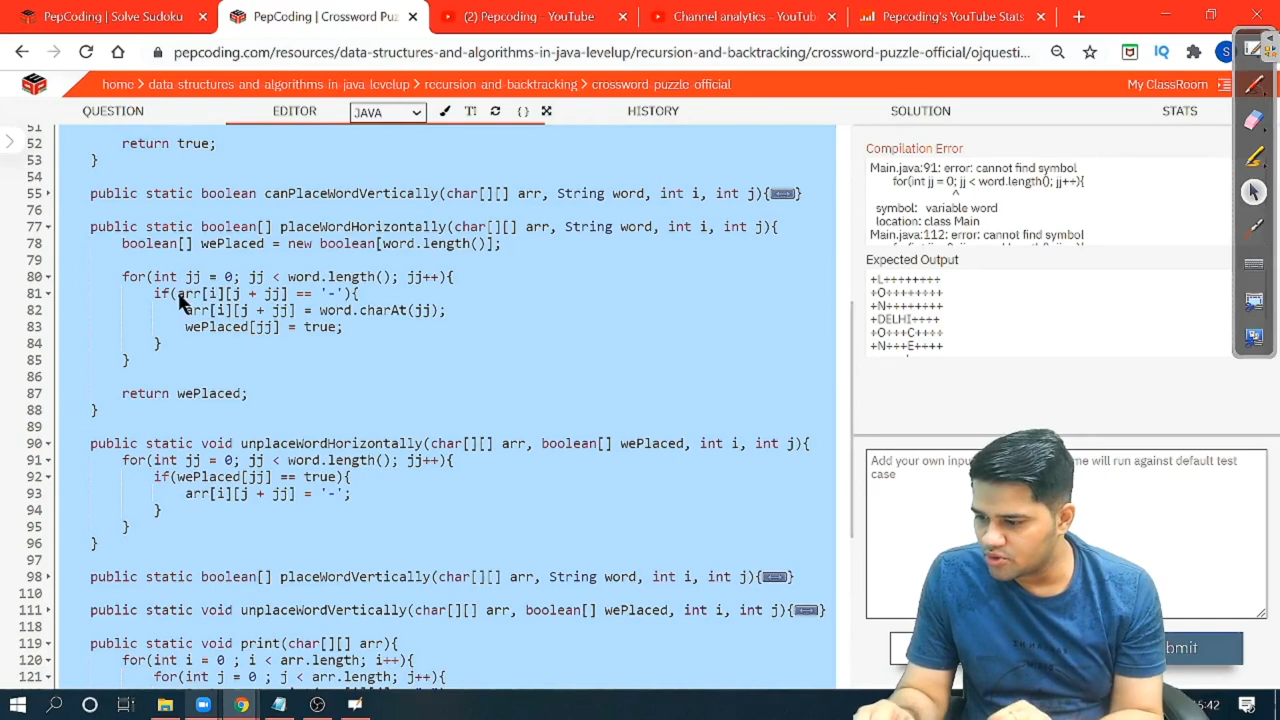 PepCoding | Solve Sudoku
PepCoding | Crossword Puz
(2) Pepcoding - YouTube
Channel analytics - YouTub
Pepcoding's YouTube Stats
pepcoding.com/resources/data-structures-and-algorithms-in-java-levelup/recursion-and-backtracking/crossword-puzzle-official/ojquesti...
home > data structures and algorithms in java levelup > recursion and backtracking > crossword puzzle official
My ClassRoom
QUESTION
EDITOR
JAVA
HISTORY
SOLUTION
STATS
51
52 return true;
53 }
54
55 public static boolean canPlaceWordVertically(char[][] arr, String word, int i, int j){}
76
77 public static boolean[] placeWordHorizontally(char[][] arr, String word, int i, int j){
78 boolean[] wePlaced = new boolean[word.length()];
79
80 for(int jj = 0; jj < word.length(); jj++){
81 if(arr[i][j + jj] == '-'){
82 arr[i][j + jj] = word.charAt(jj);
83 wePlaced[jj] = true;
84 }
85 }
86
87 return wePlaced;
88 }
89
90 public static void unplaceWordHorizontally(char[][] arr, boolean[] wePlaced, int i, int j){
91 for(int jj = 0; jj < word.length(); jj++){
92 if(wePlaced[jj] == true){
93 arr[i][j + jj] = '-';
94 }
95 }
96 }
97
98 public static boolean[] placeWordVertically(char[][] arr, String word, int i, int j){}
110
111 public static void unplaceWordVertically(char[][] arr, boolean[] wePlaced, int i, int j){}
118
119 public static void print(char[][] arr){
120 for(int i = 0 ; i < arr.length; i++){
121 for(int j = 0 ; j < arr.length; j++){
Compilation Error
Main.java:91: error: cannot find symbol
for(int jj = 0; jj < word.length(); jj++){
^
symbol: variable word
location: class Main
Main.java:112: error: cannot find symbol
Expected Output
+L++++++++
+O++++++++
+N++++++++
+DELHI++++
+O+++C++++
+N+++E++++
Add your own inpu
me will run against default test
case
bmit
15:42